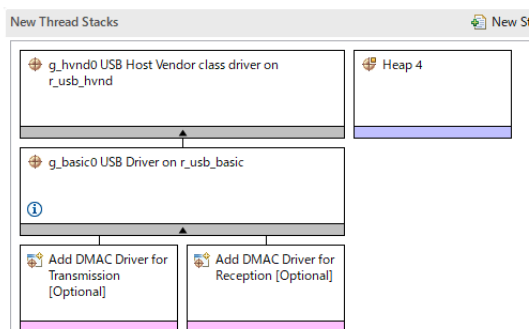 New Thread Stacks
New St
g_hvnd0 USB Host Vendor class driver on
r_usb_hvnd
Heap 4
g_basic0 USB Driver on r_usb_basic
Add DMAC Driver for
Transmission
[Optional]
Add DMAC Driver for
Reception [Optional]